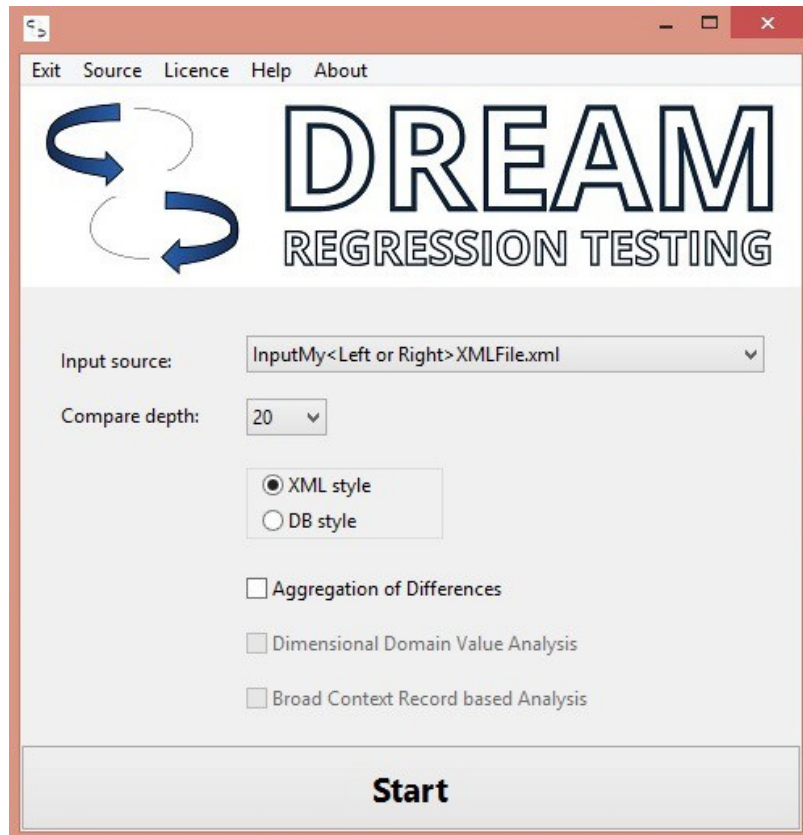 Exit Source Licence Help About
DREAM
REGRESSION TESTING
Input source: InputMy<Left or Right>XMLFile.xml
Compare depth: 20
XML style
DB style
Aggregation of Differences
Dimensional Domain Value Analysis
Broad Context Record based Analysis
Start